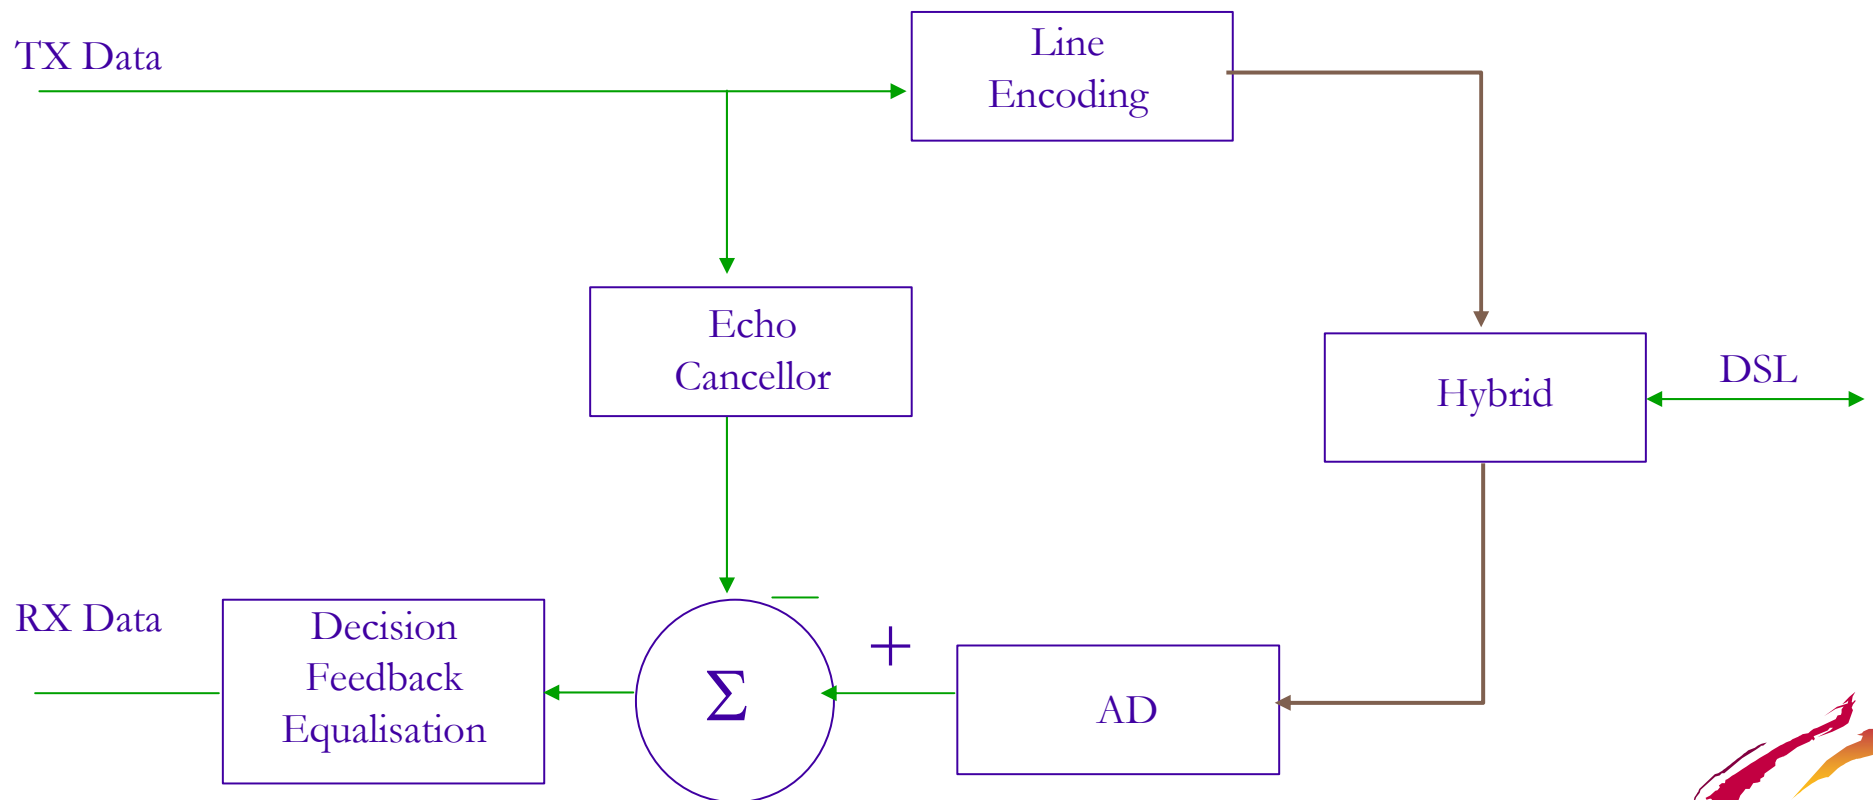 TX Data
Line
Encoding
Echo
Cancellor
Hybrid
DSL
RX Data
Decision
Feedback
Equalisation
Σ
−
+
AD